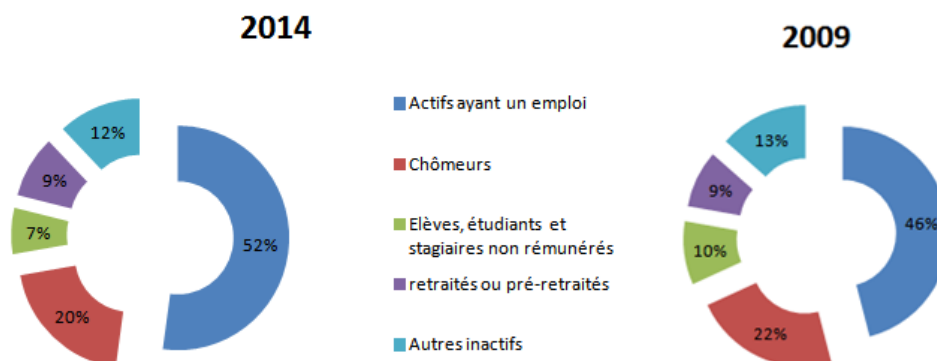 2014
2009
Actifs ayant un emploi
Chômeurs
Elèves, étudiants et
stagiaires non rémunérés
retraités ou pré-retraités
Autres inactifs
12%
9%
7%
20%
52%
13%
9%
10%
22%
46%